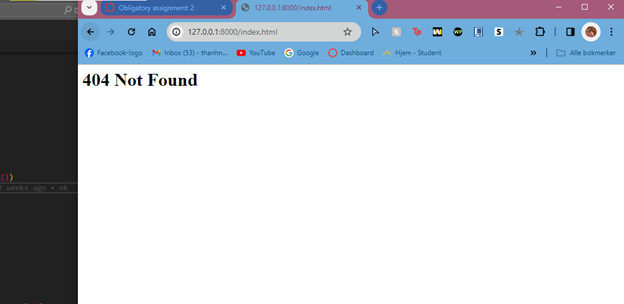 Obligatory assignment: 2
127.0.0.1:8000/index.html
127.0.0.1:8000/index.html
Facebook-logo
Inbox (5) - thanhn...
YouTube
Google
Dashboard
Hjem - Student
»
Alle bokmerker
404 Not Found
())
weeks ago • ok